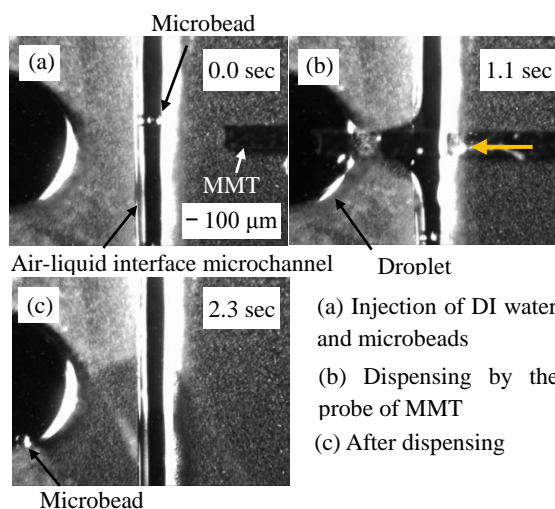 Microbead
(a)
0.0 sec
(b)
1.1 sec
MMT
− 100 μm
Air-liquid interface microchannel
Droplet
(c)
2.3 sec
Microbead
(a) Injection of DI water
and microbeads
(b) Dispensing by the
probe of MMT
(c) After dispensing